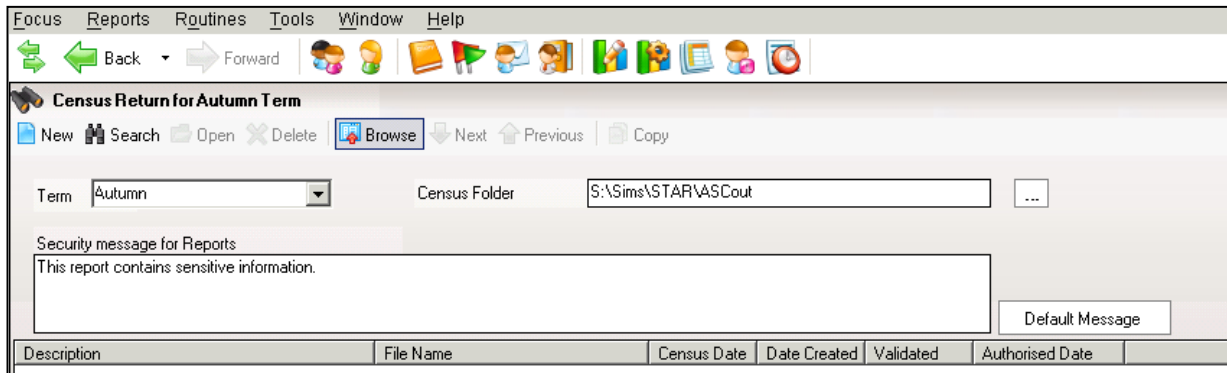 Focus Reports Routines Tools Window Help
Back Forward
Census Return for Autumn Term
New Search Open Delete Browse Next Previous Copy
Term Autumn Census Folder S:\Sims\STAR\ASCout ...
Security message for Reports
This report contains sensitive information.
Default Message
Description File Name Census Date Date Created Validated Authorised Date